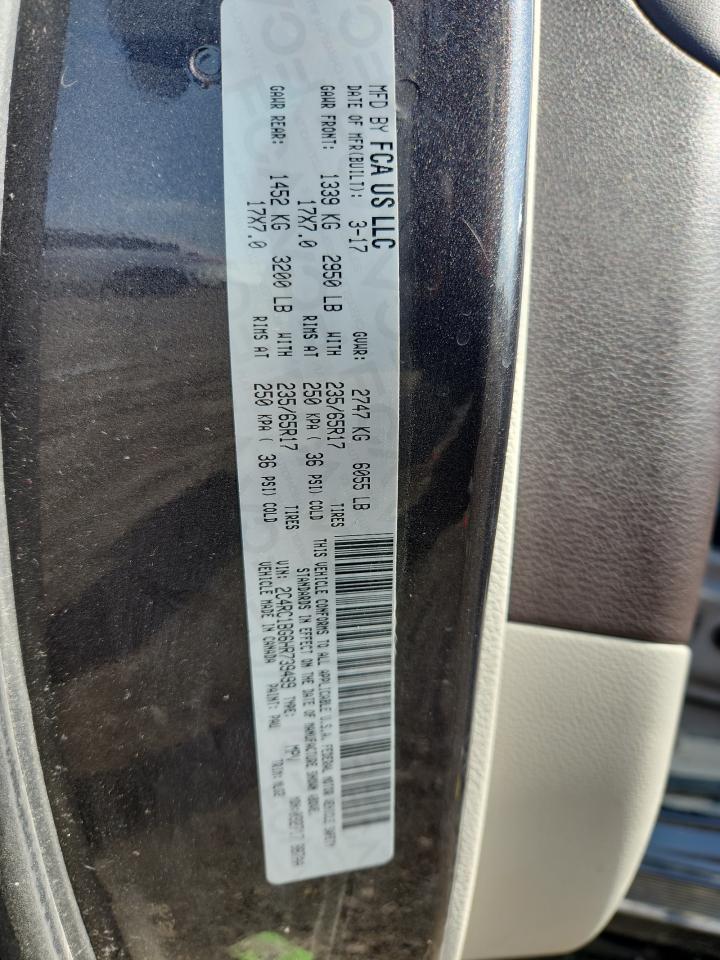 MFD BY FCA US LLC
DATE OF MFR(BUILT): 3-17 GVWR: 2747 KG 6055 LB
GAWR FRONT: 1339 KG 2950 LB WITH 235/65R17 TIRES
17X7.0 RIMS AT 250 KPA ( 36 PSI) COLD
GAWR REAR: 1452 KG 3200 LB WITH 235/65R17 TIRES
17X7.0 RIMS AT 250 KPA ( 36 PSI) COLD
THIS VEHICLE CONFORMS TO ALL APPLICABLE U.S.A. FEDERAL MOTOR VEHICLE SAFETY
STANDARDS IN EFFECT ON THE DATE OF MANUFACTURE SHOWN ABOVE.
VIN: 2C4RC1BG6HR739499 TYPE: MPV
VEHICLE MADE IN CANADA PAINT: PAU TRIM: